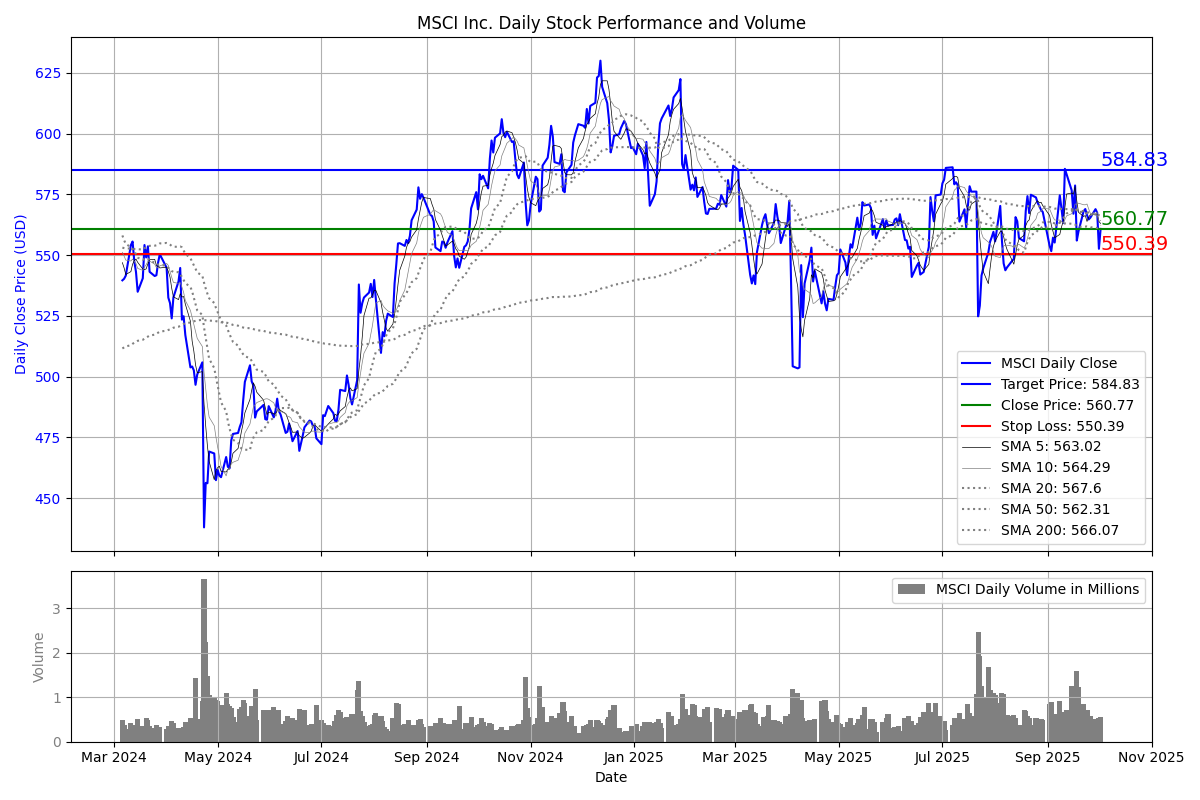 MSCI Inc. Daily Stock Performance and Volume
Daily Close Price (USD)
625
600
575
550
525
500
475
450
584.83
560.77
550.39
MSCI Daily Close
Target Price: 584.83
Close Price: 560.77
Stop Loss: 550.39
SMA 5: 563.02
SMA 10: 564.29
SMA 20: 567.6
SMA 50: 562.31
SMA 200: 566.07
Volume
3
2
1
0
MSCI Daily Volume in Millions
Mar 2024 May 2024 Jul 2024 Sep 2024 Nov 2024 Jan 2025 Mar 2025 May 2025 Jul 2025 Sep 2025 Nov 2025
Date